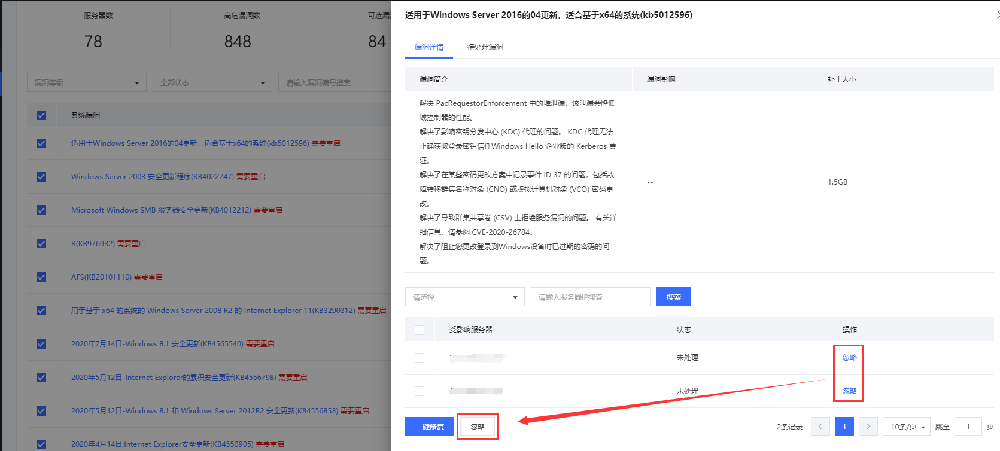 服务器数
高危漏洞数
可选漏
78
848
84
漏洞等级
全部状态
请输入漏洞编号搜索
系统漏洞
适用于Windows Server 2016的04更新，适合基于x64的系统(kb5012596) 需要重启
Windows Server 2003 安全更新程序(KB4022747) 需要重启
Microsoft Windows SMB 服务器安全更新(KB4012212) 需要重启
R(KB976932) 需要重启
AFS(KB20101110) 需要重启
用于基于 x64 的系统的 Windows Server 2008 R2 的 Internet Explorer 11(KB3290312) 需要重启
2020年7月14日-Windows 8.1 安全更新(KB4565540) 需要重启
2020年5月12日-Internet Explorer的累积安全更新(KB4556798) 需要重启
2020年5月12日-Windows 8.1 和 Windows Server 2012R2 安全更新(KB4556853) 需要重启
2020年4月14日:Internet Explorer安全更新(KB4550905) 需要重启
适用于Windows Server 2016的04更新，适合基于x64的系统(kb5012596)
漏洞详情
待处理漏洞
漏洞简介
漏洞影响
补丁大小
解决 PacRequestorEnforcement 中的堆泄漏，该泄漏会降低
域控制器的性能。
解决了影响密钥分发中心 (KDC) 代理的问题。 KDC 代理无法
正确获取登录密钥信任Windows Hello 企业版的 Kerberos 票
证。
解决了在某些密码更改方案中记录事件 ID 37 的问题，包括故
障转移群集名称对象 (CNO) 或虚拟计算机对象 (VCO) 密码更
改。
解决了导致群集共享卷 (CSV) 上拒绝服务漏洞的问题。 有关详
细信息，请参阅 CVE-2020-26784。
解决了阻止您更改登录到Windows设备时已过期的密码的问
题。
--
1.5GB
请选择
请输入服务器IP搜索
搜索
受影响服务器
状态
操作
未处理
忽略
未处理
忽略
一键修复
忽略
2条记录
1
10条/页
跳至
1
页